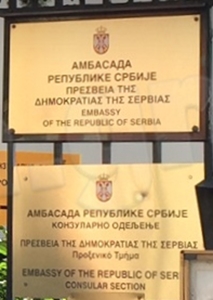 АМБАСАДА
РЕПУБЛИКЕ СРБИЈЕ
ΠΡΕΣΒΕΙΑ ΤΗΣ
ΔΗΜΟΚΡΑΤΙΑΣ ΤΗΣ ΣΕΡΒΙΑΣ
EMBASSY
OF THE REPUBLIC OF SERBIA
АМБАСАДА РЕПУБЛИКЕ СРБИЈЕ
КОНЗУЛАРНО ОДЕЉЕЊЕ
ΠΡΕΣΒΕΙΑ ΤΗΣ ΔΗΜΟΚΡΑΤΙΑΣ ΤΗΣ ΣΕΡΒΙΑΣ
Προξενικό Τμήμα
EMBASSY OF THE REPUBLIC OF SER
CONSULAR SECTION